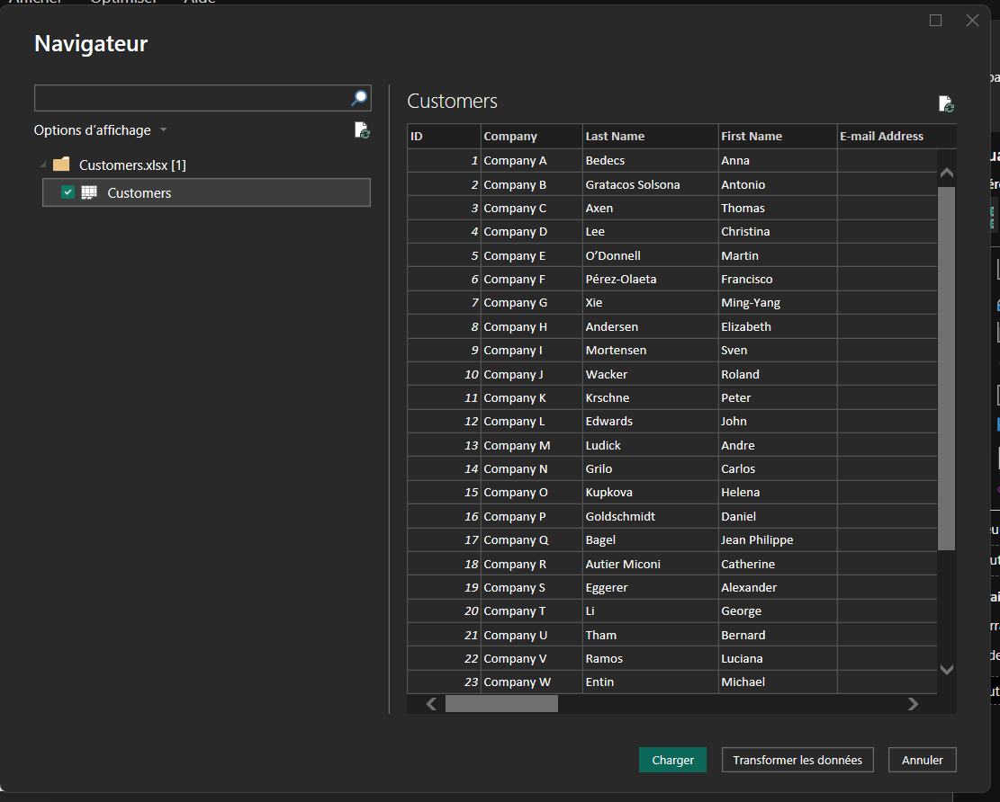 Afficher Optimiser Aide
Navigateur
Options d'affichage
Customers.xlsx [1]
Customers
Customers
ID Company Last Name First Name E-mail Address
1 Company A Bedecs Anna
2 Company B Gratacos Solsona Antonio
3 Company C Axen Thomas
4 Company D Lee Christina
5 Company E O’Donnell Martin
6 Company F Pérez-Olaeta Francisco
7 Company G Xie Ming-Yang
8 Company H Andersen Elizabeth
9 Company I Mortensen Sven
10 Company J Wacker Roland
11 Company K Krschne Peter
12 Company L Edwards John
13 Company M Ludick Andre
14 Company N Grilo Carlos
15 Company O Kupkova Helena
16 Company P Goldschmidt Daniel
17 Company Q Bagel Jean Philippe
18 Company R Autier Miconi Catherine
19 Company S Eggerer Alexander
20 Company T Li George
21 Company U Tham Bernard
22 Company V Ramos Luciana
23 Company W Entin Michael
Charger Transformer les données Annuler